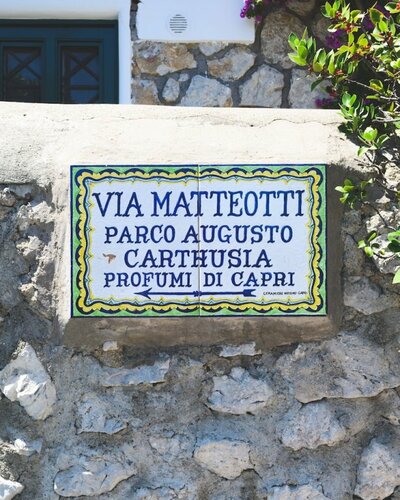 VIA MATTEOTTI
PARCO AUGUSTO
CARTHUSIA
PROFUMI DI CAPRI